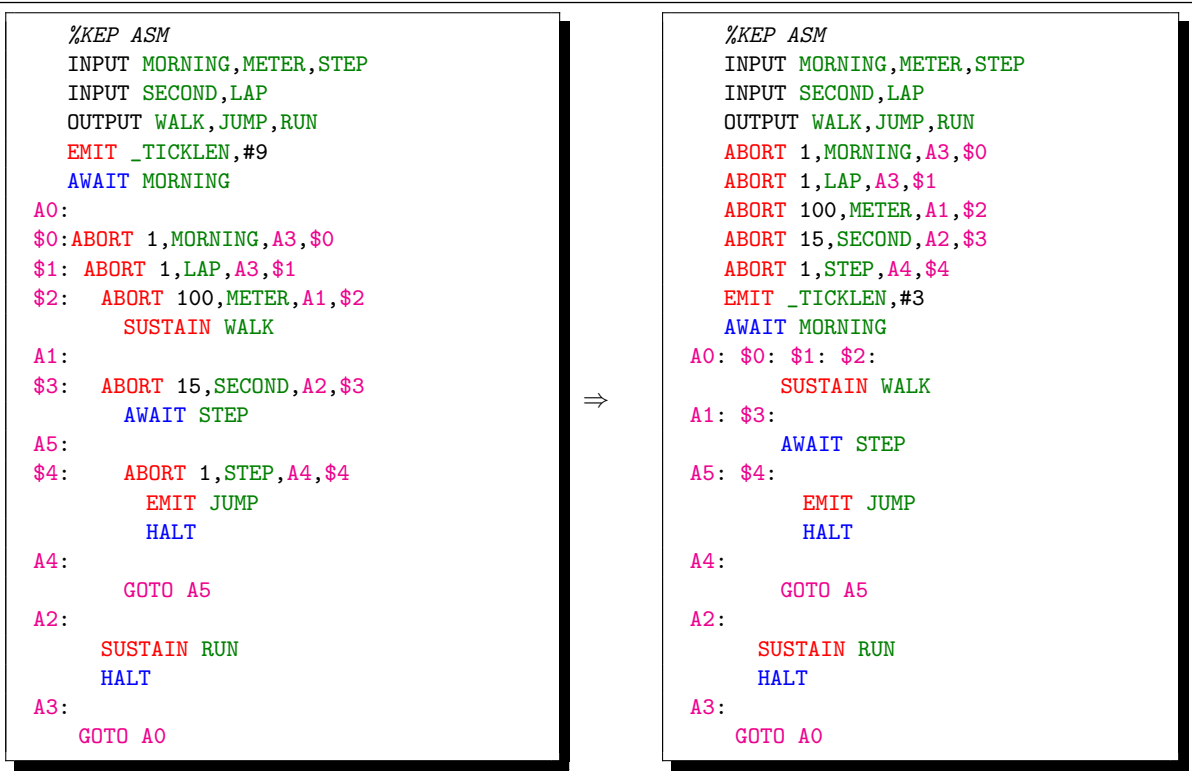 %KEP ASM
INPUT MORNING,METER,STEP
INPUT SECOND,LAP
OUTPUT WALK,JUMP,RUN
EMIT _TICKLEN,#9
AWAIT MORNING
A0:
$0:ABORT 1,MORNING,A3,$0
$1: ABORT 1,LAP,A3,$1
$2: ABORT 100,METER,A1,$2
SUSTAIN WALK
A1:
$3: ABORT 15,SECOND,A2,$3
AWAIT STEP
A5:
$4: ABORT 1,STEP,A4,$4
EMIT JUMP
HALT
A4:
GOTO A5
A2:
SUSTAIN RUN
HALT
A3:
GOTO A0
⇒
%KEP ASM
INPUT MORNING,METER,STEP
INPUT SECOND,LAP
OUTPUT WALK,JUMP,RUN
ABORT 1,MORNING,A3,$0
ABORT 1,LAP,A3,$1
ABORT 100,METER,A1,$2
ABORT 15,SECOND,A2,$3
ABORT 1,STEP,A4,$4
EMIT _TICKLEN,#3
AWAIT MORNING
A0: $0: $1: $2:
SUSTAIN WALK
A1: $3:
AWAIT STEP
A5: $4:
EMIT JUMP
HALT
A4:
GOTO A5
A2:
SUSTAIN RUN
HALT
A3:
GOTO A0